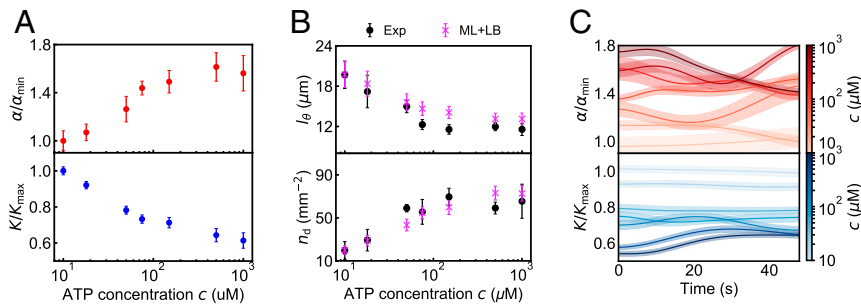 A
α/αmin
1.8
1.4
1.0
K/Kmax
1.0
0.8
0.6
10¹ 10² 10³
ATP concentration c (uM)
B
Exp ML+LB
lθ (μm)
24
18
12
nd (mm⁻²)
90
50
10
10¹ 10² 10³
ATP concentration c (μM)
C
α/αmin
1.8
1.4
1.0
K/Kmax
1.0
0.8
0.6
0 20 40
Time (s)
10³
10²
10
c (μM)
10³
10²
10
c (μM)